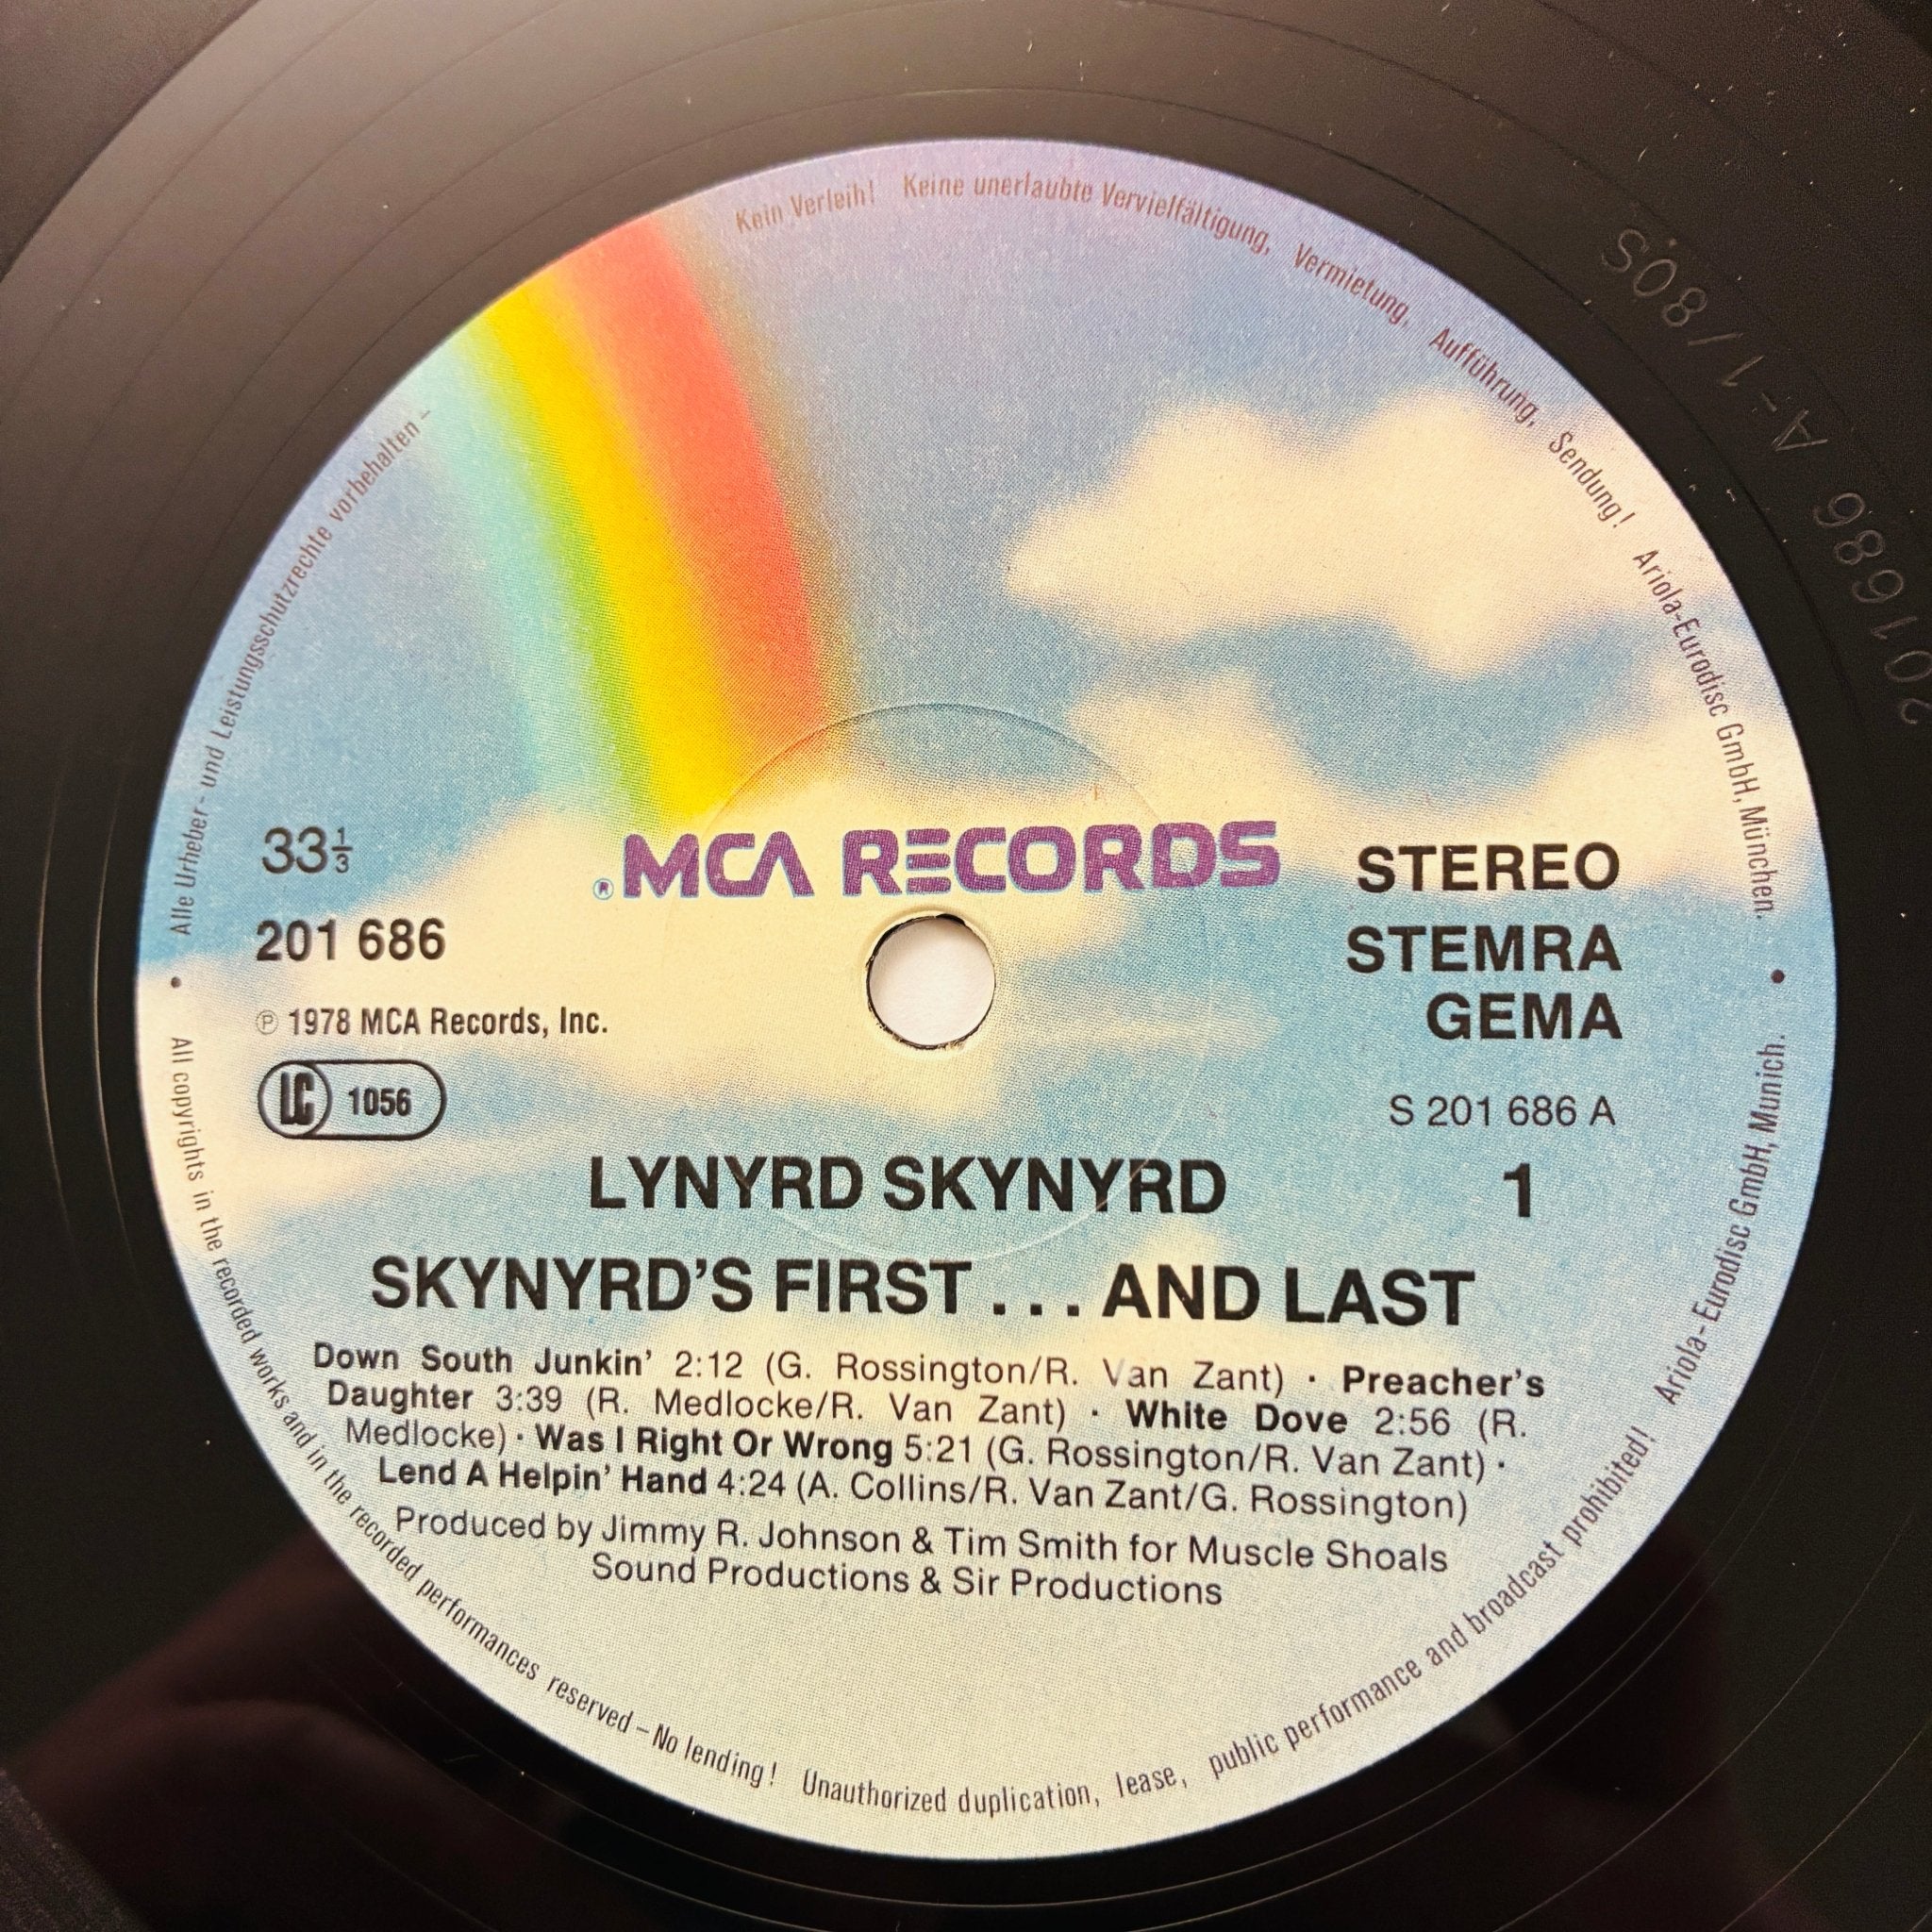 Alle Urheber- und Leistungsschutzrechte vorbehalten – Kein Verleih! Keine unerlaubte Vervielfältigung, Vermietung, Aufführung, Sendung! Ariola-Eurodisc GmbH, München.
201686 A-1/80S
33⅓
® MCA RECORDS
STEREO
201 686
STEMRA
℗ 1978 MCA Records, Inc.
GEMA
LC 1056
S 201 686 A
LYNYRD SKYNYRD
1
SKYNYRD'S FIRST . . . AND LAST
Down South Junkin' 2:12 (G. Rossington/R. Van Zant) · Preacher's
Daughter 3:39 (R. Medlocke/R. Van Zant) · White Dove 2:56 (R.
Medlocke) · Was I Right Or Wrong 5:21 (G. Rossington/R. Van Zant) ·
Lend A Helpin' Hand 4:24 (A. Collins/R. Van Zant/G. Rossington)
Produced by Jimmy R. Johnson & Tim Smith for Muscle Shoals
Sound Productions & Sir Productions
All copyrights in the recorded works and in the recorded performances reserved – No lending! Unauthorized duplication, lease, public performance and broadcast prohibited! Ariola-Eurodisc GmbH, Munich.